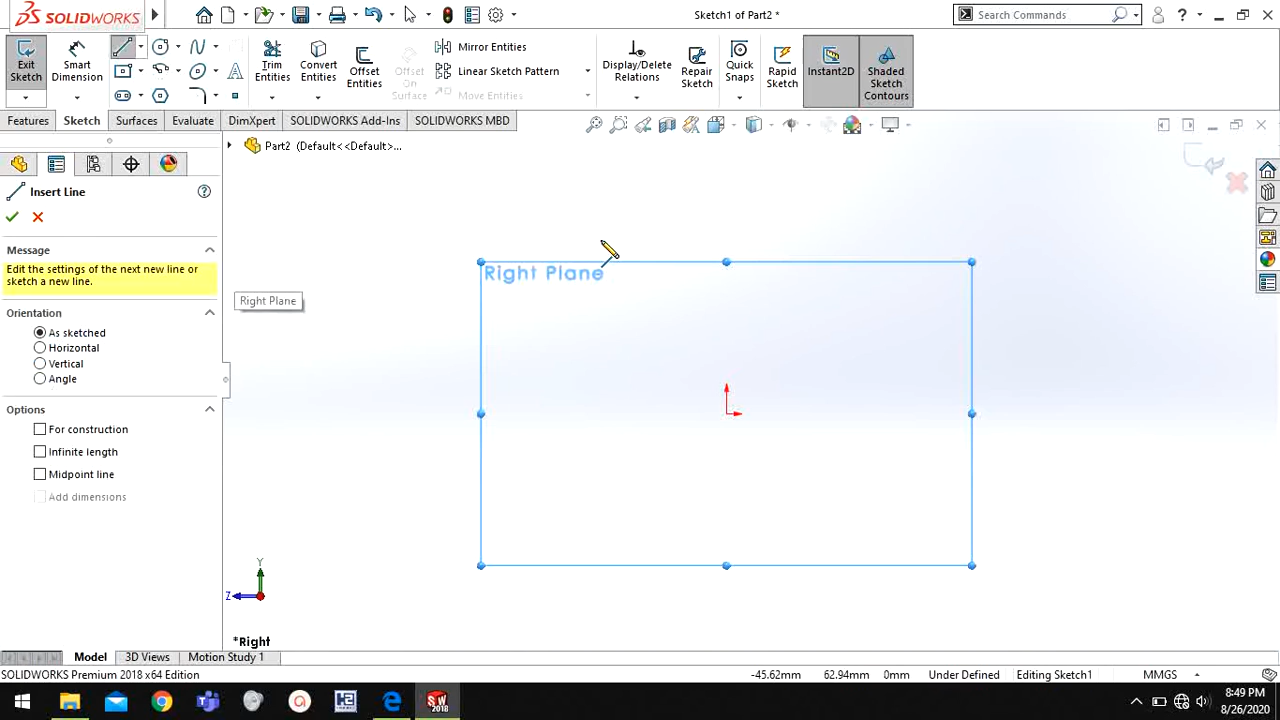 SOLIDWORKS
Sketch1 of Part2 *
Search Commands
?
Exit
Sketch
Smart
Dimension
Trim
Entities
Convert
Entities
Offset
Entities
Offset
On
Surface
Mirror Entities
Linear Sketch Pattern
Move Entities
Display/Delete
Relations
Repair
Sketch
Quick
Snaps
Rapid
Sketch
Instant2D
Shaded
Sketch
Contours
Features
Sketch
Surfaces
Evaluate
DimXpert
SOLIDWORKS Add-Ins
SOLIDWORKS MBD
Part2 (Default<<Default>...
Insert Line
?
Message
Edit the settings of the next new line or
sketch a new line.
Orientation
As sketched
Horizontal
Vertical
Angle
Options
For construction
Infinite length
Midpoint line
Add dimensions
Right Plane
Right Plane
Y
Z
*Right
Model
3D Views
Motion Study 1
SOLIDWORKS Premium 2018 x64 Edition
-45.62mm
62.94mm
0mm
Under Defined
Editing Sketch1
MMGS
SW
2018
8:49 PM
8/26/2020